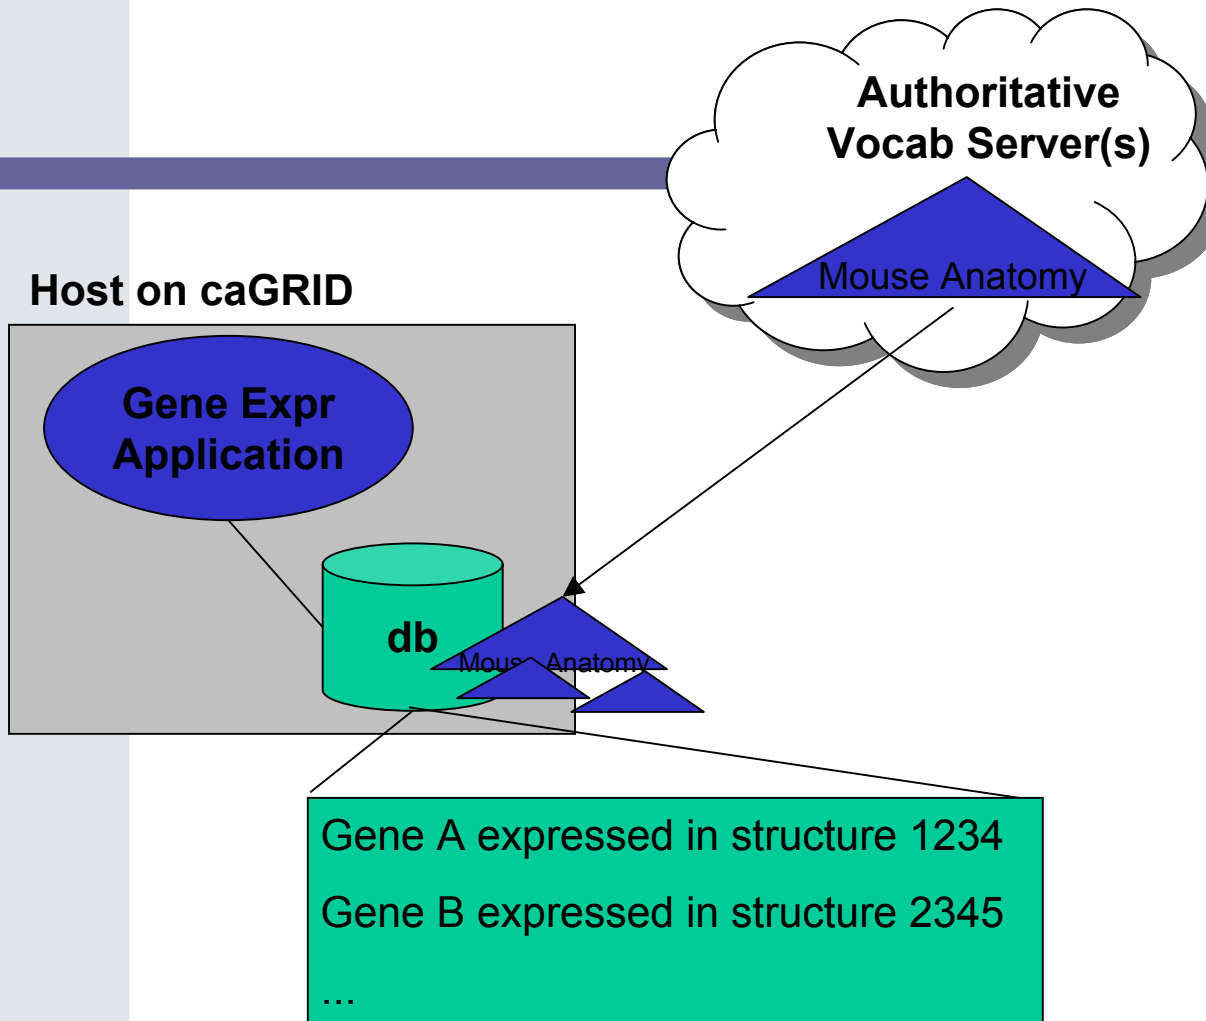 Authoritative
Vocab Server(s)
Mouse Anatomy
Host on caGRID
Gene Expr
Application
db
Mouse Anatomy
Gene A expressed in structure 1234
Gene B expressed in structure 2345
...